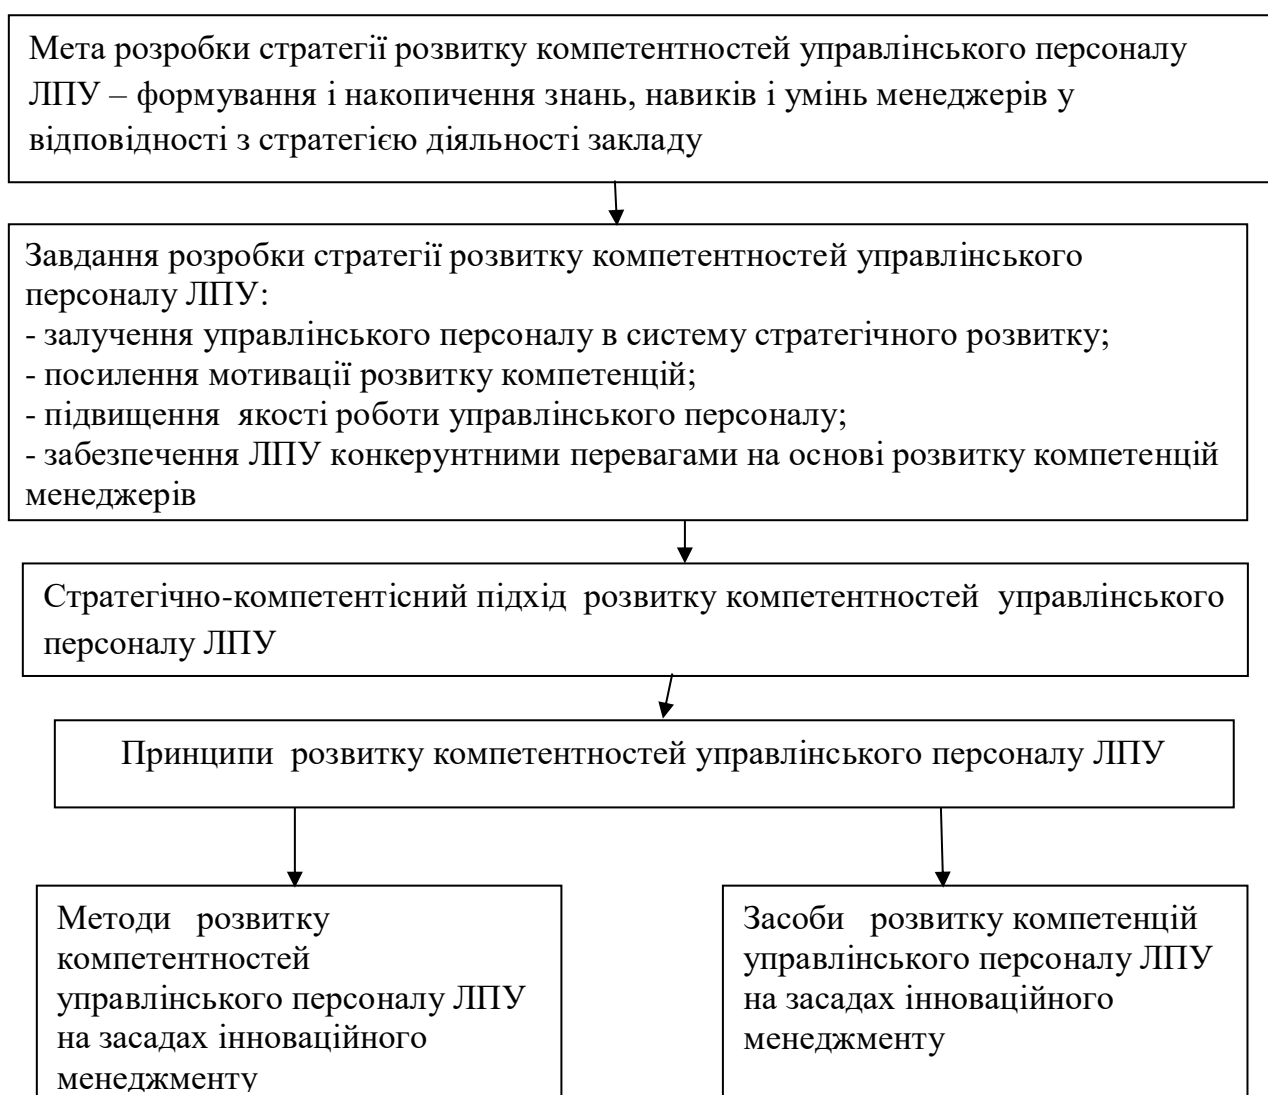 Мета розробки стратегії розвитку компетентностей управлінського персоналу
ЛПУ – формування і накопичення знань, навиків і умінь менеджерів у
відповідності з стратегією діяльності закладу
Завдання розробки стратегії розвитку компетентностей управлінського
персоналу ЛПУ:
- залучення управлінського персоналу в систему стратегічного розвитку;
- посилення мотивації розвитку компетенцій;
- підвищення якості роботи управлінського персоналу;
- забезпечення ЛПУ конкерунтними перевагами на основі розвитку компетенцій
менеджерів
Стратегічно-компетентісний підхід розвитку компетентностей управлінського
персоналу ЛПУ
Принципи розвитку компетентностей управлінського персоналу ЛПУ
Методи розвитку
компетентностей
управлінського персоналу ЛПУ
на засадах інноваційного
менеджменту
Засоби розвитку компетенцій
управлінського персоналу ЛПУ
на засадах інноваційного
менеджменту